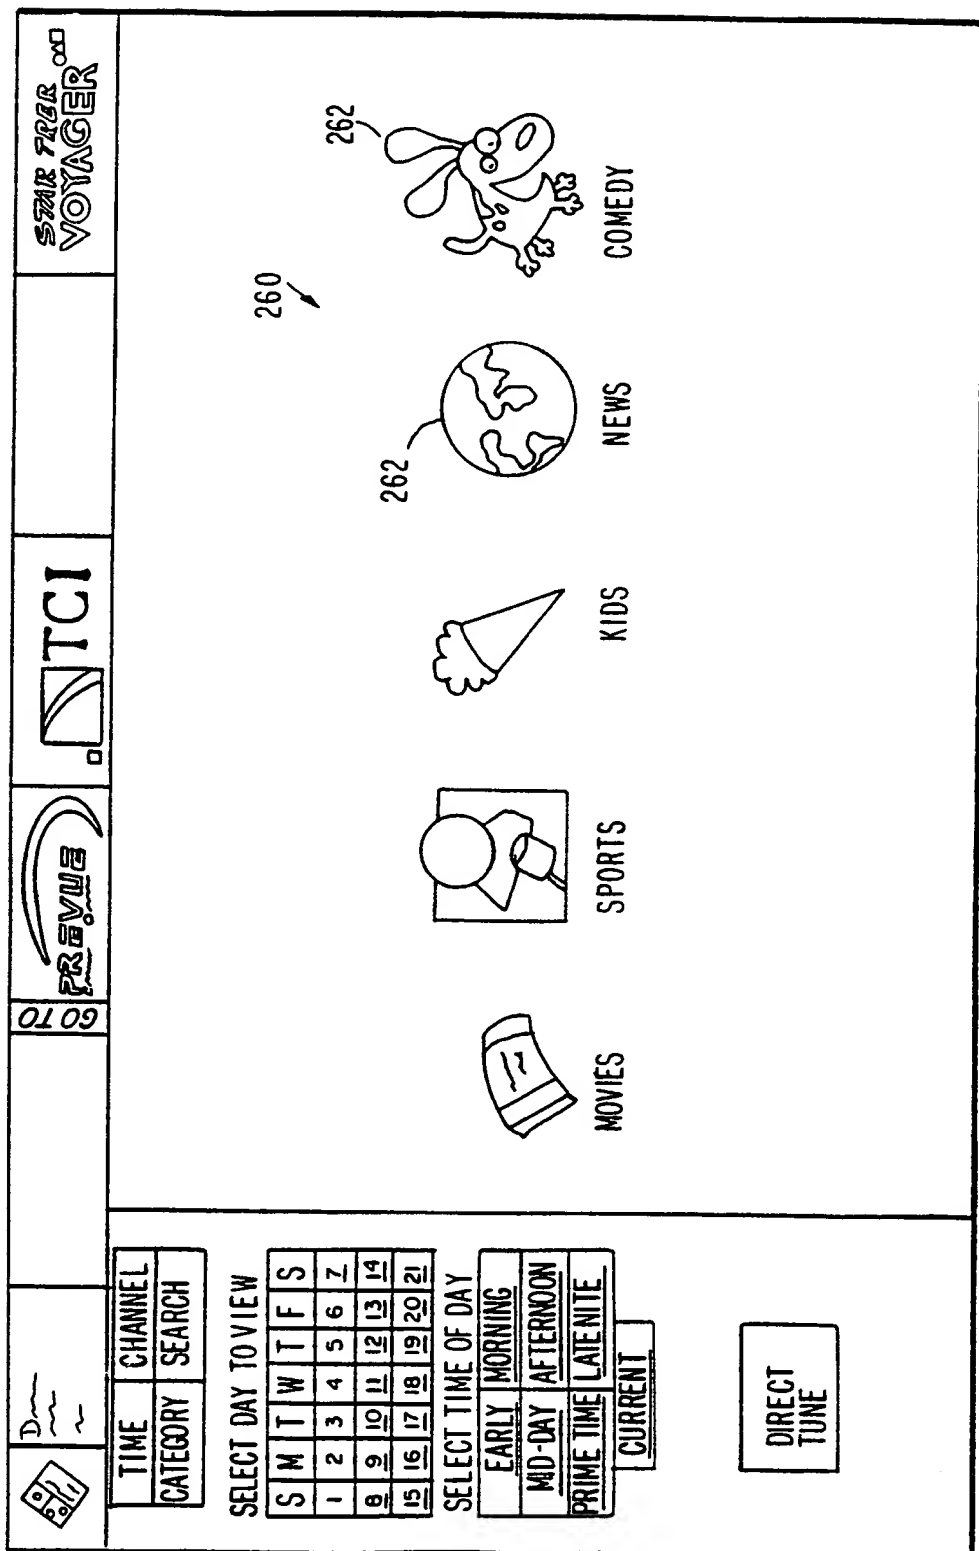 GO TO
PREVUE
TCI
STAR TRER
VOYAGER
TIME CHANNEL
CATEGORY SEARCH
SELECT DAY TO VIEW
S M T W T F S
1 2 3 4 5 6 7
8 9 10 11 12 13 14
15 16 17 18 19 20 21
SELECT TIME OF DAY
EARLY MORNING
MID-DAY AFTERNOON
PRIME TIME LATENITE
CURRENT
DIRECT
TUNE
260
262
262
MOVIES
SPORTS
KIDS
NEWS
COMEDY